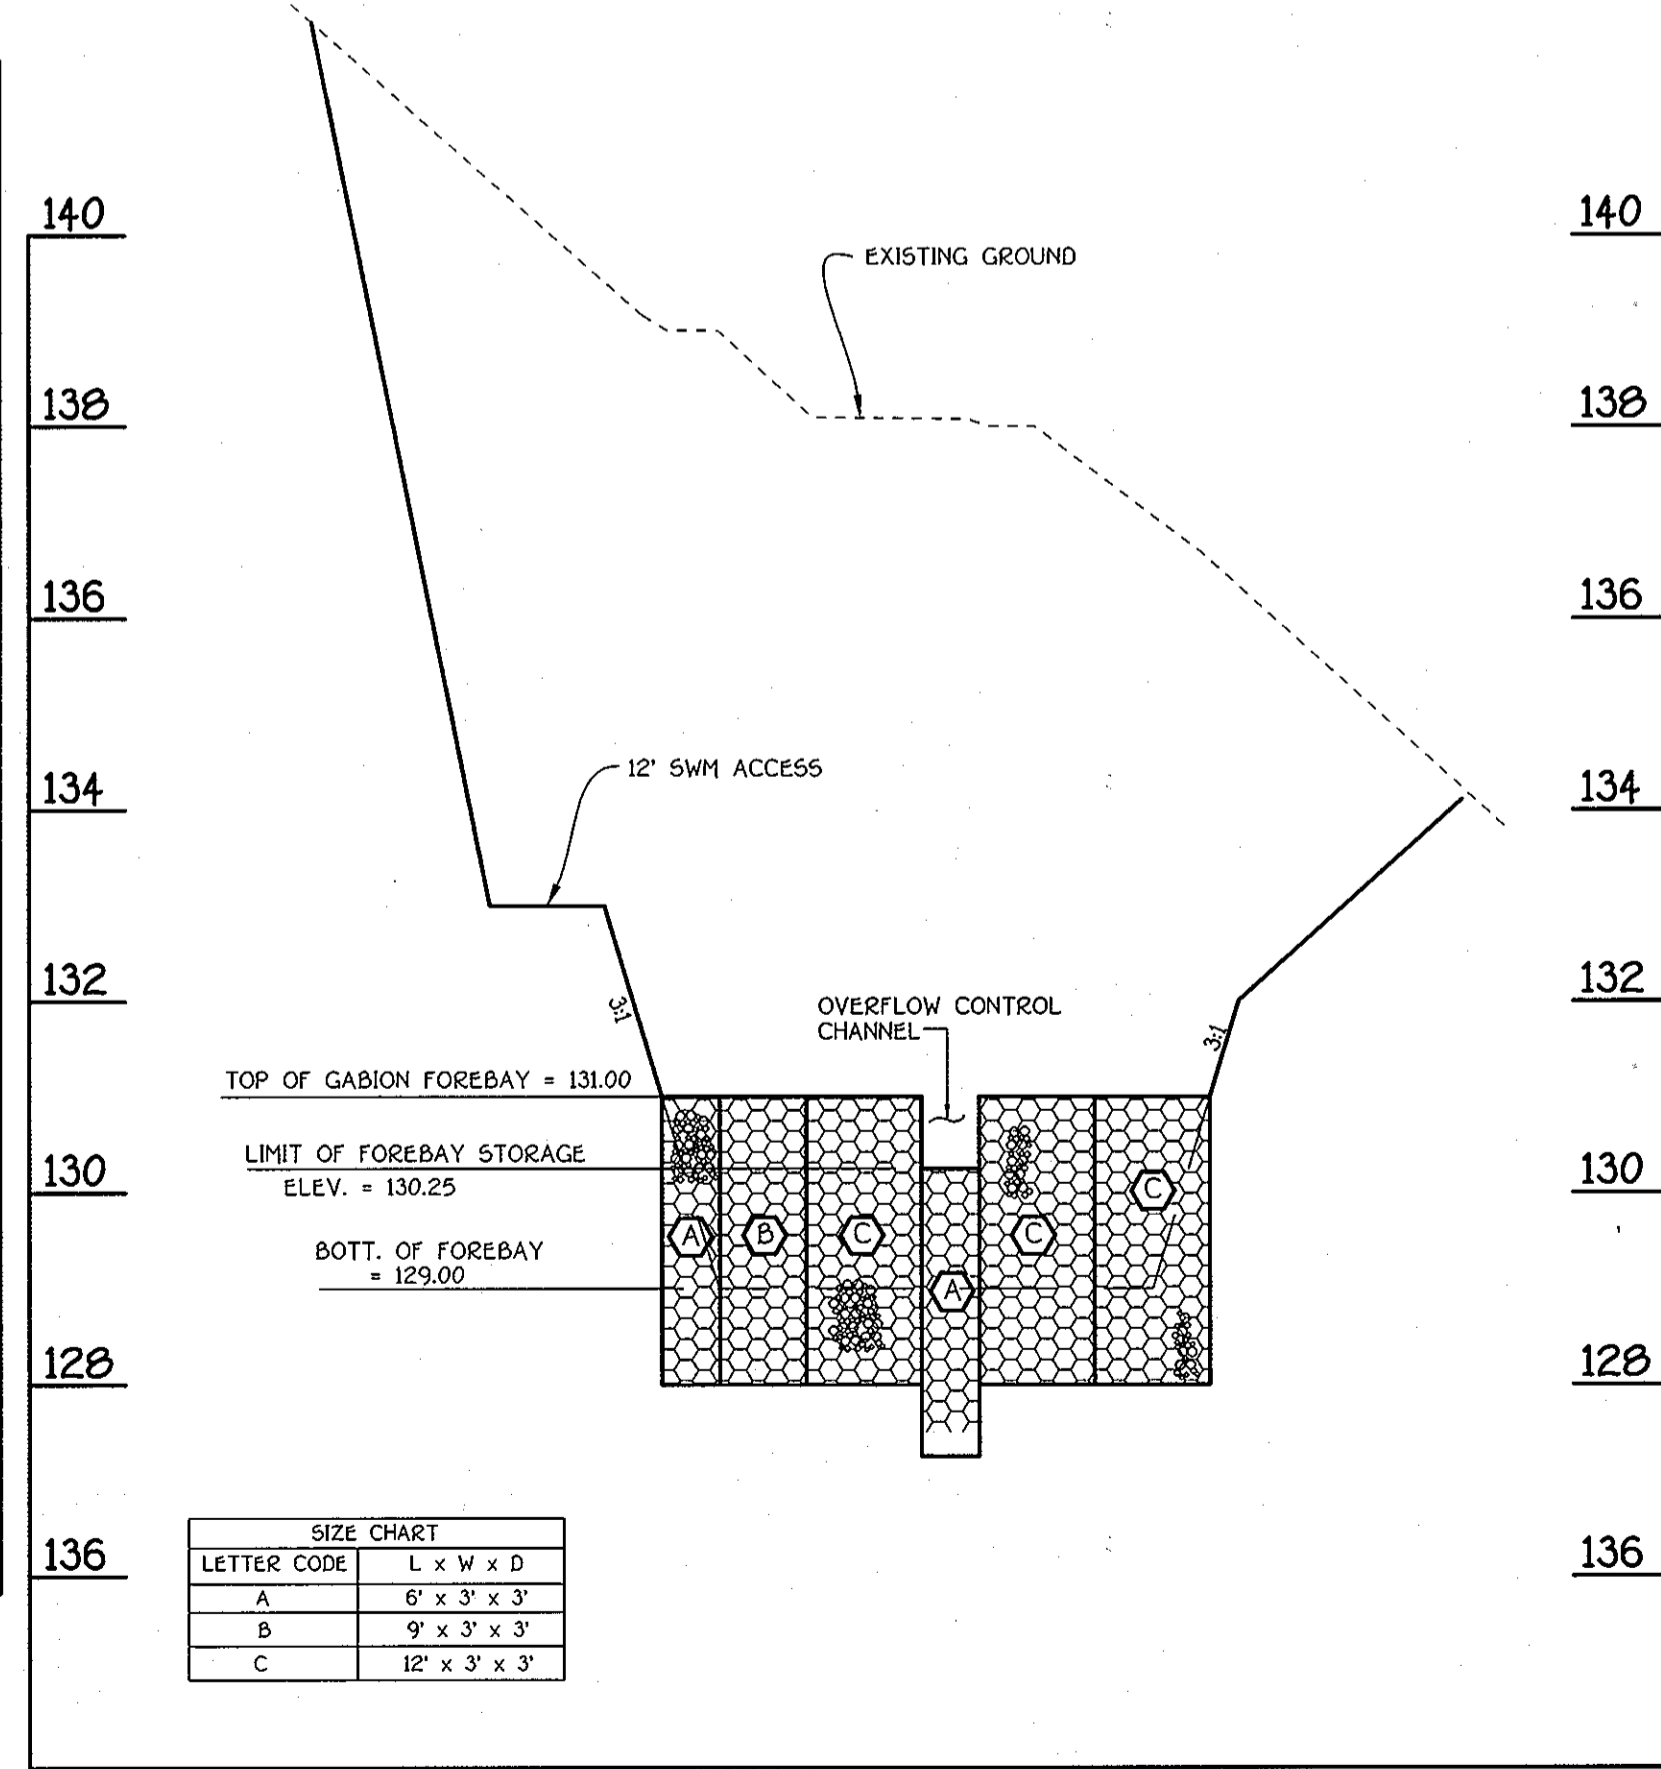 140
140
EXISTING GROUND
138
138
136
136
12' SWM ACCESS
134
134
132
132
3:1
3:1
OVERFLOW CONTROL
CHANNEL
TOP OF GABION FOREBAY = 131.00
LIMIT OF FOREBAY STORAGE
ELEV. = 130.25
130
130
C
A
B
C
C
BOTT. OF FOREBAY
= 129.00
A
128
128
SIZE CHART
LETTER CODE L x W x D
A 6' x 3' x 3'
B 9' x 3' x 3'
C 12' x 3' x 3'
136
136